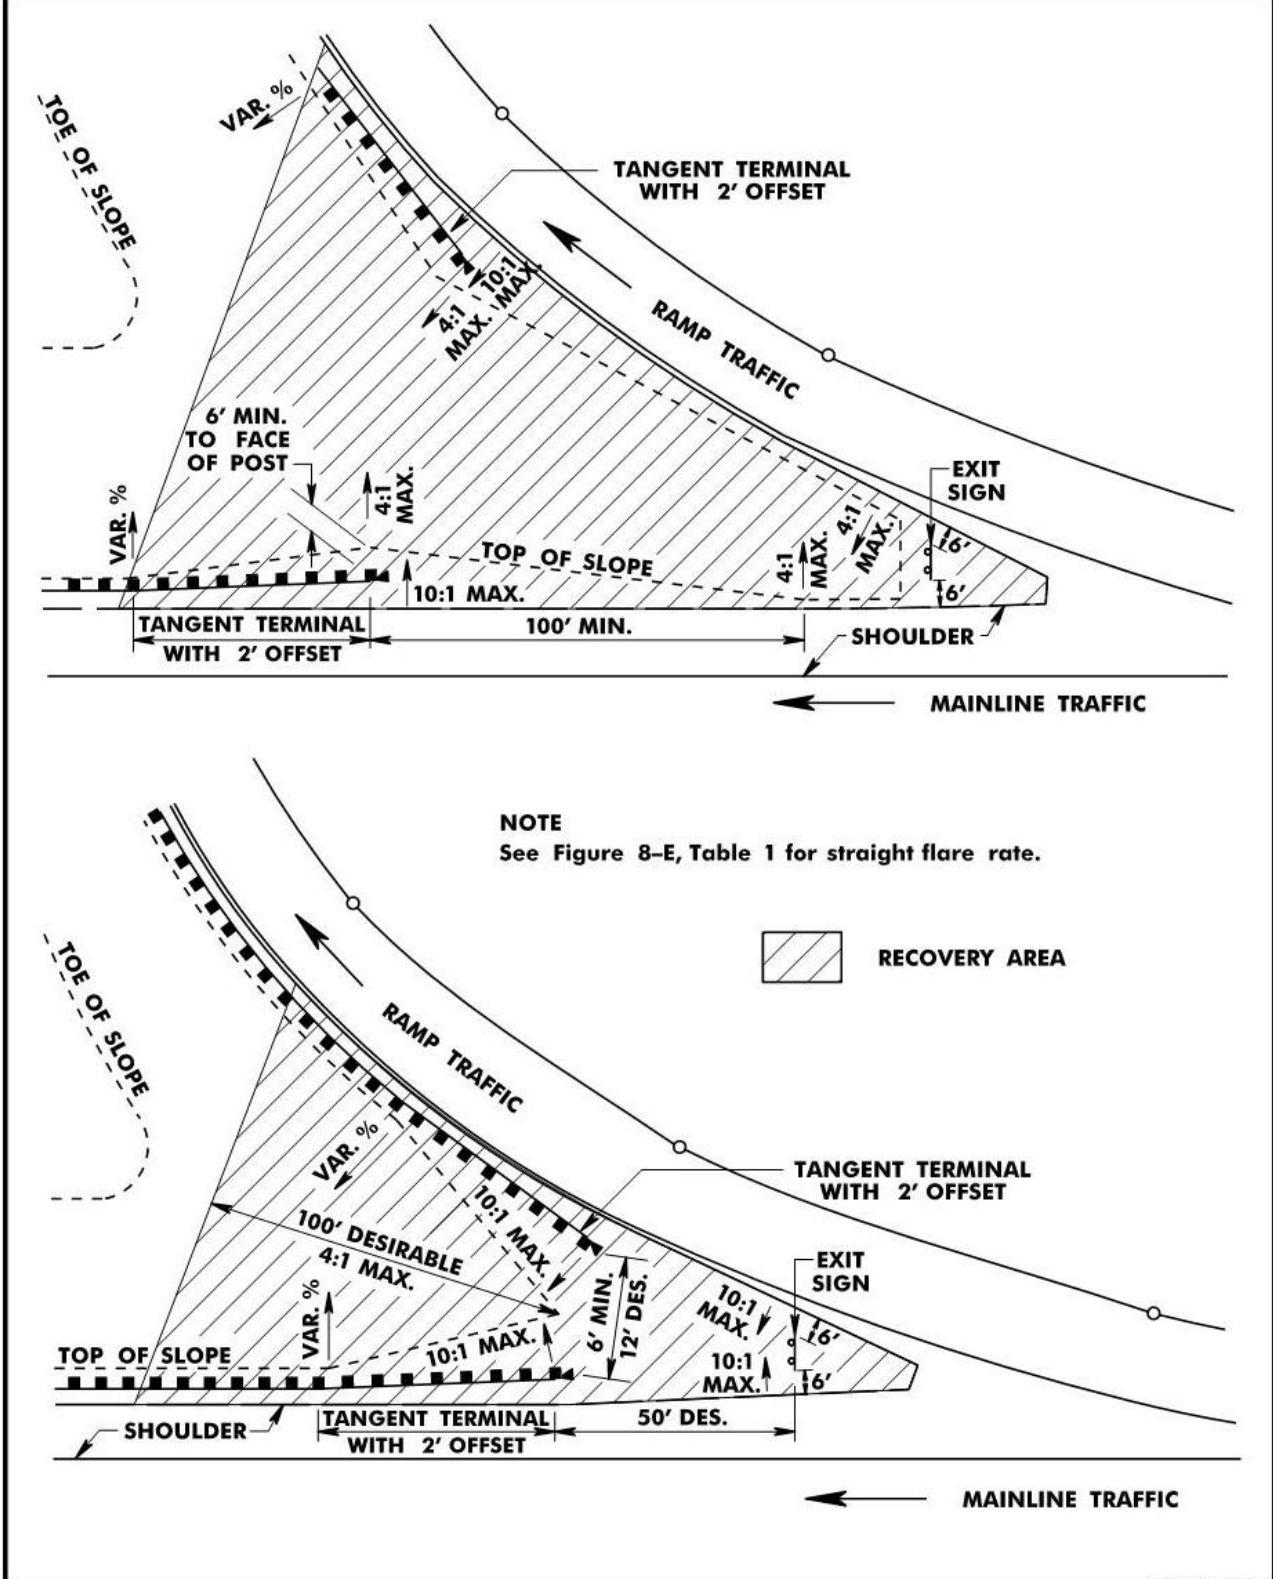 VAR. %
TOE OF SLOPE
TANGENT TERMINAL
WITH 2' OFFSET
10:1
MAX.
4:1
MAX.
RAMP TRAFFIC
6' MIN.
TO FACE
OF POST
VAR. %
4:1
MAX.
EXIT
SIGN
4:1
MAX.
6'
TOP OF SLOPE
4:1
MAX.
10:1 MAX.
6'
TANGENT TERMINAL
WITH 2' OFFSET
100' MIN.
SHOULDER
MAINLINE TRAFFIC
NOTE
See Figure 8–E, Table 1 for straight flare rate.
RECOVERY AREA
TOE OF SLOPE
RAMP TRAFFIC
VAR. %
TANGENT TERMINAL
WITH 2' OFFSET
10:1 MAX.
100' DESIRABLE
4:1 MAX.
EXIT
SIGN
6' MIN.
12' DES.
10:1
MAX.
6'
VAR. %
10:1 MAX.
TOP OF SLOPE
10:1
MAX.
6'
SHOULDER
TANGENT TERMINAL
WITH 2' OFFSET
50' DES.
MAINLINE TRAFFIC